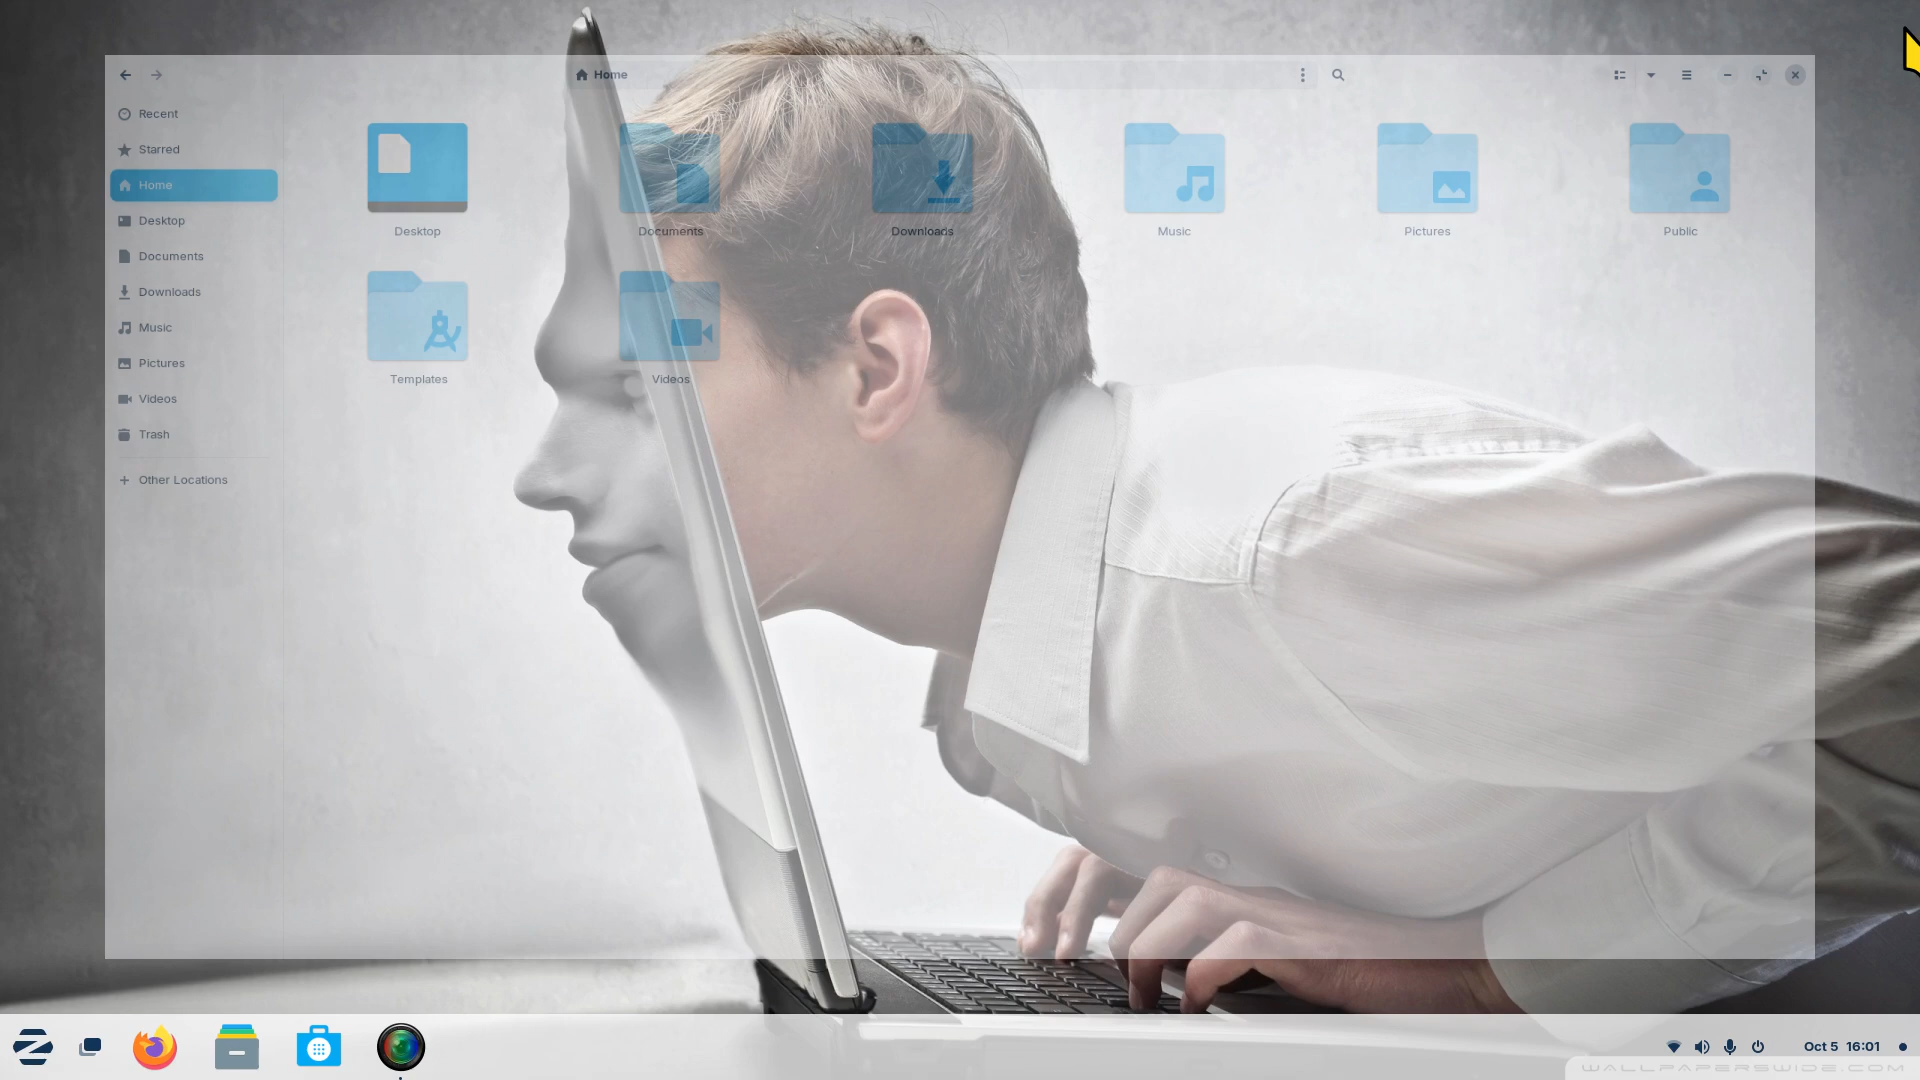 Home
Recent
Starred
Home
Desktop
Documents
Downloads
Music
Pictures
Videos
Trash
Other Locations
Desktop
Documents
Downloads
Music
Pictures
Public
Templates
Videos
Oct 5 16:01
WALLPAPERSWIDE.COM